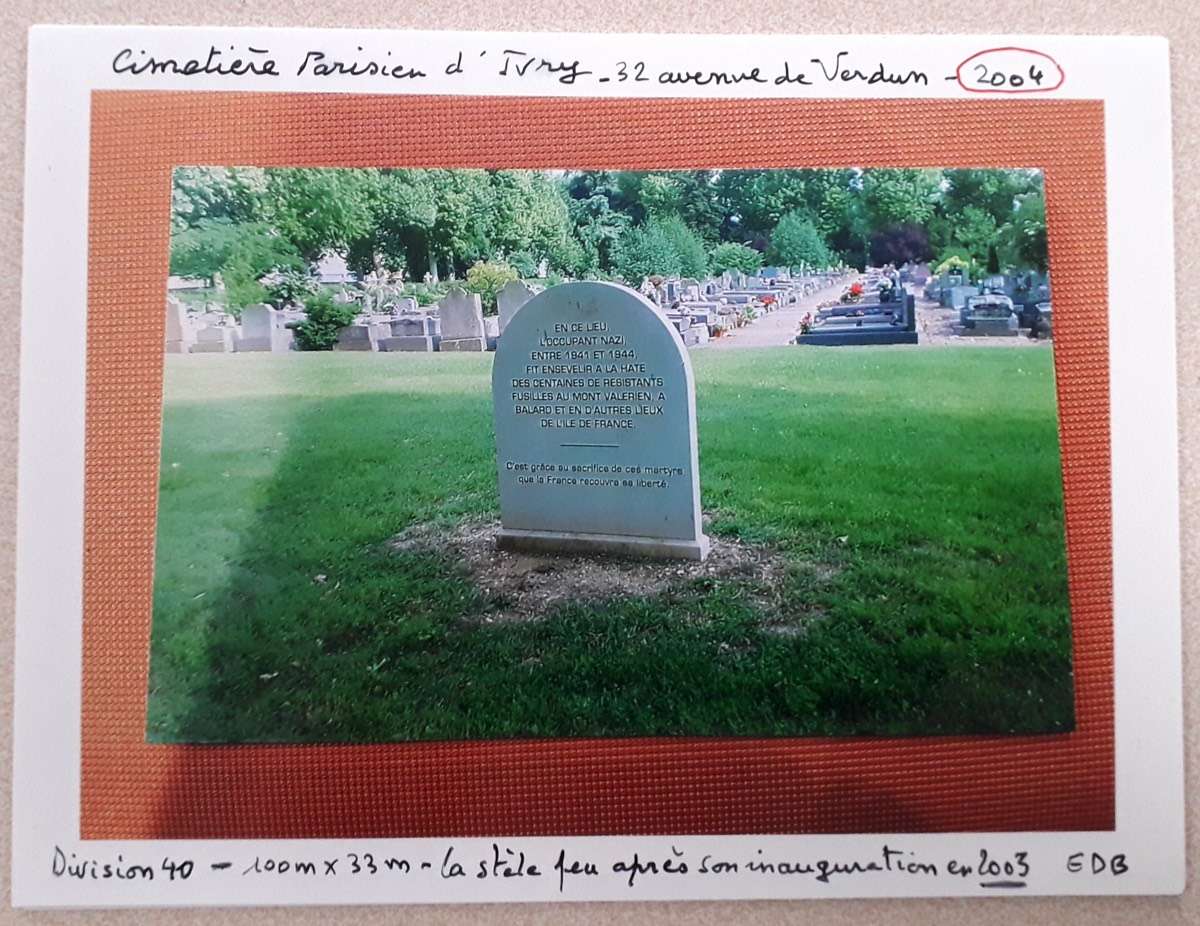 Cimetière Parisien d'Ivry - 32 avenue de Verdun - 2004
EN CE LIEU,
L'OCCUPANT NAZI,
ENTRE 1941 ET 1944,
FIT ENSEVELIR A LA HATE
DES CENTAINES DE RESISTANTS
FUSILLES AU MONT VALERIEN, A
BALARD ET EN D'AUTRES LIEUX
DE L'ILE DE FRANCE.
C'est grâce au sacrifice de ces martyrs
que la France recouvra sa liberté.
Division 40 - 100m x 33m - La stèle peu après son inauguration en 2003 EDB